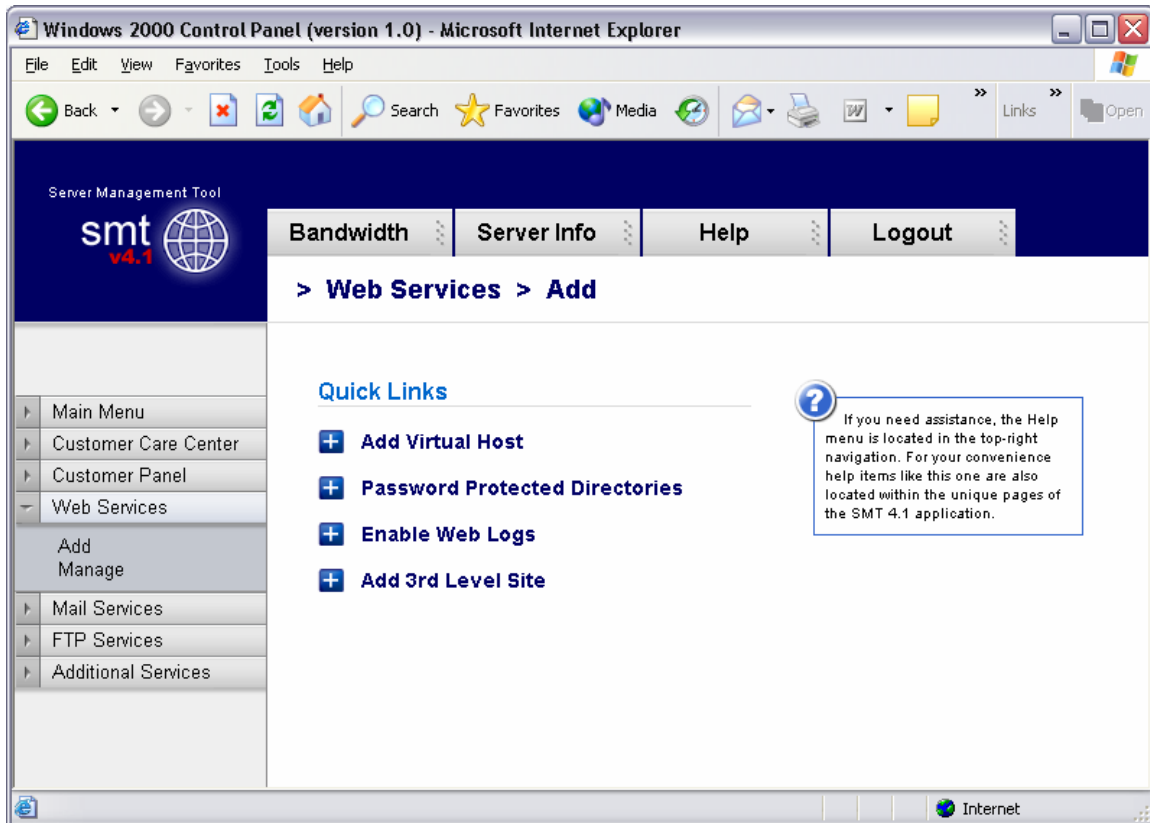 Windows 2000 Control Panel (version 1.0) - Microsoft Internet Explorer
File Edit View Favorites Tools Help
Back Search Favorites Media » Links » Open
Server Management Tool
smt
v4.1
Bandwidth Server Info Help Logout
> Web Services > Add
Main Menu
Customer Care Center
Customer Panel
Web Services
Add
Manage
Mail Services
FTP Services
Additional Services
Quick Links
Add Virtual Host
Password Protected Directories
Enable Web Logs
Add 3rd Level Site
?
If you need assistance, the Help
menu is located in the top-right
navigation. For your convenience
help items like this one are also
located within the unique pages of
the SMT 4.1 application.
Internet